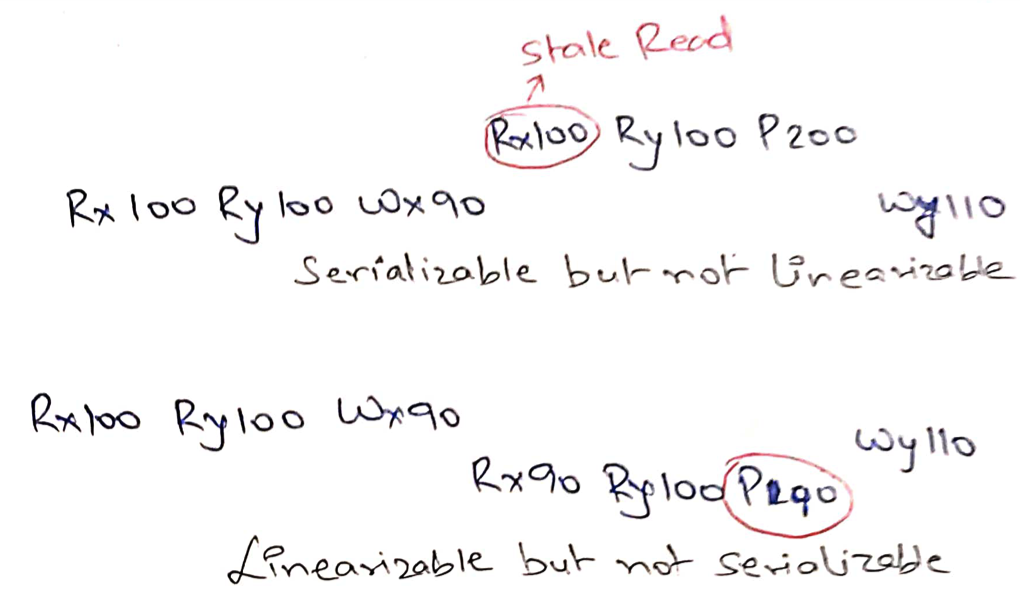 Stale Read
Rx100 Ry100 P200
Rx100 Ry100 Wx90 Wy110
Serializable but not linearizable
Rx100 Ry100 Wx90
Wy110
Rx90 Ry100 P190
Linearizable but not serializable